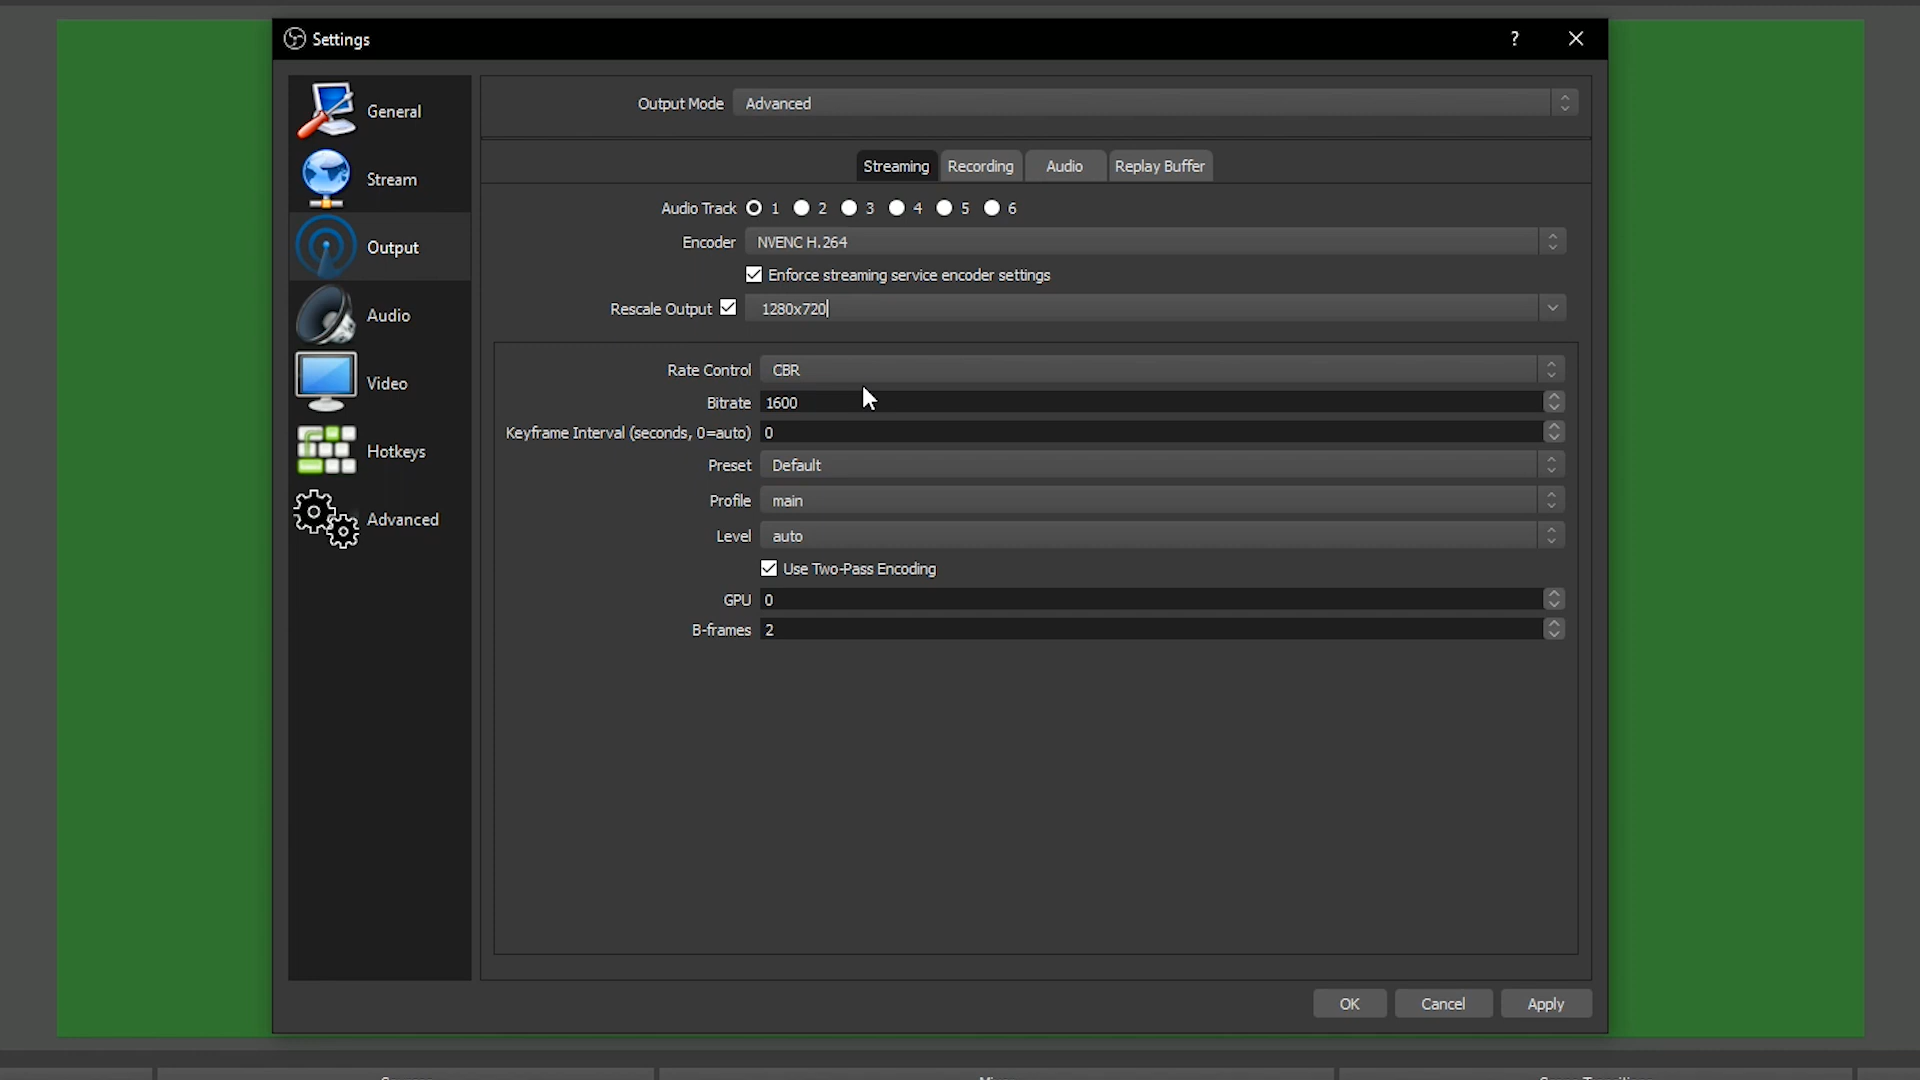 Settings ?
General
Stream
Output
Audio
Video
Hotkeys
Advanced
Output Mode Advanced
Streaming Recording Audio Replay Buffer
Audio Track 1 2 3 4 5 6
Encoder NVENC H.264
Enforce streaming service encoder settings
Rescale Output 1280x720
Rate Control CBR
Bitrate 1600
Keyframe Interval (seconds, 0=auto) 0
Preset Default
Profile main
Level auto
Use Two-Pass Encoding
GPU 0
B-frames 2
OK Cancel Apply